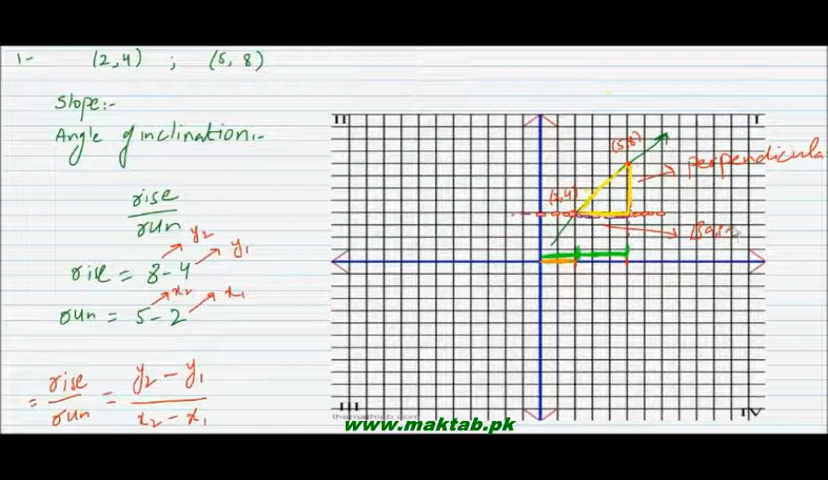 1- (2,4) ; (5, 8)
Slope:-
Angle of inclination:-
rise
run
y2
y1
rise = 8 - 4
x2
x1
run = 5 - 2
= rise = y2 - y1
run x2 - x1
II
I
(5,8)
perpendicula
(2,4)
Base
III
IV
www.maktab.pk